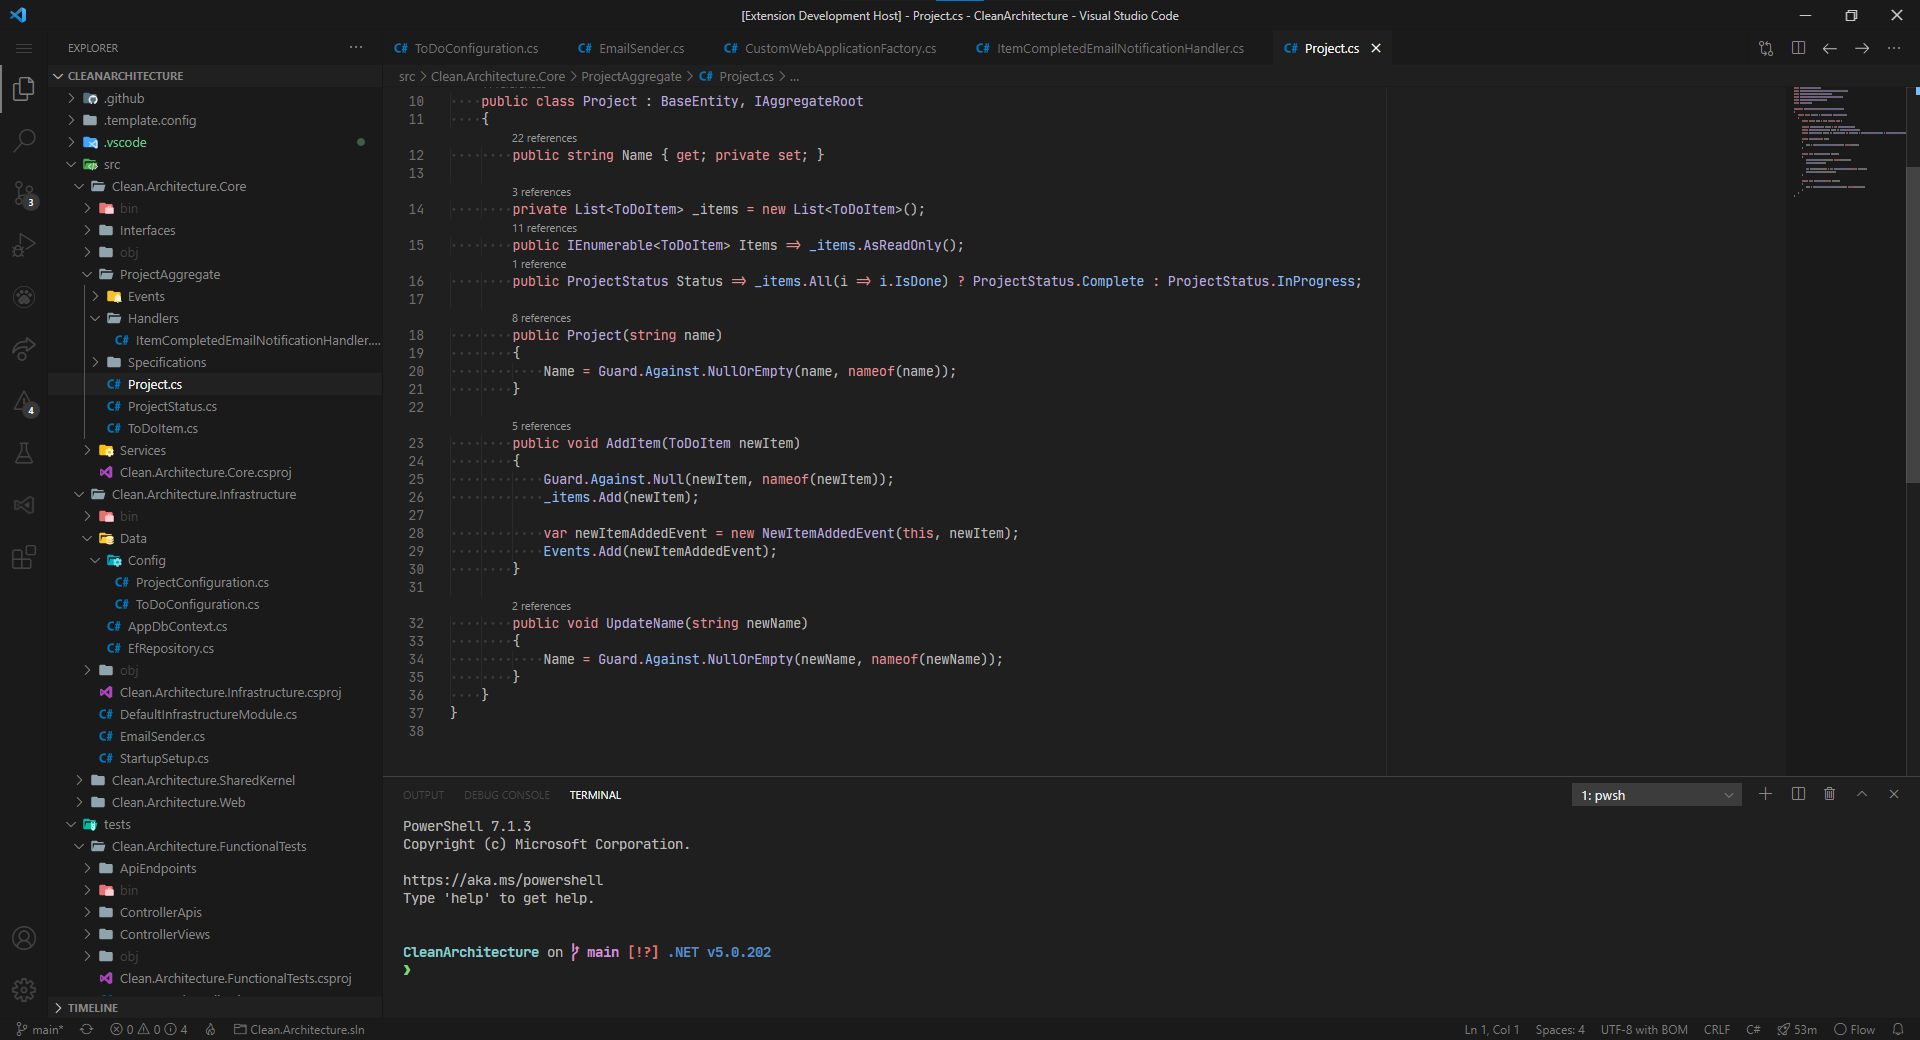 [Extension Development Host] - Project.cs - CleanArchitecture - Visual Studio Code
EXPLORER
CLEANARCHITECTURE
.github
.template.config
.vscode
src
Clean.Architecture.Core
bin
Interfaces
obj
ProjectAggregate
Events
Handlers
C# ItemCompletedEmailNotificationHandler....
Specifications
C# Project.cs
C# ProjectStatus.cs
C# ToDoItem.cs
Services
Clean.Architecture.Core.csproj
Clean.Architecture.Infrastructure
bin
Data
Config
C# ProjectConfiguration.cs
C# ToDoConfiguration.cs
C# AppDbContext.cs
C# EfRepository.cs
obj
Clean.Architecture.Infrastructure.csproj
C# DefaultInfrastructureModule.cs
C# EmailSender.cs
C# StartupSetup.cs
Clean.Architecture.SharedKernel
Clean.Architecture.Web
tests
Clean.Architecture.FunctionalTests
ApiEndpoints
bin
ControllerApis
ControllerViews
obj
Clean.Architecture.FunctionalTests.csproj
TIMELINE
3
4
C# ToDoConfiguration.cs C# EmailSender.cs C# CustomWebApplicationFactory.cs C# ItemCompletedEmailNotificationHandler.cs C# Project.cs
src > Clean.Architecture.Core > ProjectAggregate > C# Project.cs > ...
10 public class Project : BaseEntity, IAggregateRoot
11 {
22 references
12 public string Name { get; private set; }
13
3 references
14 private List<ToDoItem> _items = new List<ToDoItem>();
11 references
15 public IEnumerable<ToDoItem> Items => _items.AsReadOnly();
1 reference
16 public ProjectStatus Status => _items.All(i => i.IsDone) ? ProjectStatus.Complete : ProjectStatus.InProgress;
17
8 references
18 public Project(string name)
19 {
20 Name = Guard.Against.NullOrEmpty(name, nameof(name));
21 }
22
5 references
23 public void AddItem(ToDoItem newItem)
24 {
25 Guard.Against.Null(newItem, nameof(newItem));
26 _items.Add(newItem);
27
28 var newItemAddedEvent = new NewItemAddedEvent(this, newItem);
29 Events.Add(newItemAddedEvent);
30 }
31
2 references
32 public void UpdateName(string newName)
33 {
34 Name = Guard.Against.NullOrEmpty(newName, nameof(newName));
35 }
36 }
37 }
38
OUTPUT DEBUG CONSOLE TERMINAL 1: pwsh
PowerShell 7.1.3
Copyright (c) Microsoft Corporation.
https://aka.ms/powershell
Type 'help' to get help.
CleanArchitecture on main [!?] .NET v5.0.202
❯
main* 0 0 4 Clean.Architecture.sln Ln 1, Col 1 Spaces: 4 UTF-8 with BOM CRLF C# 53m Flow